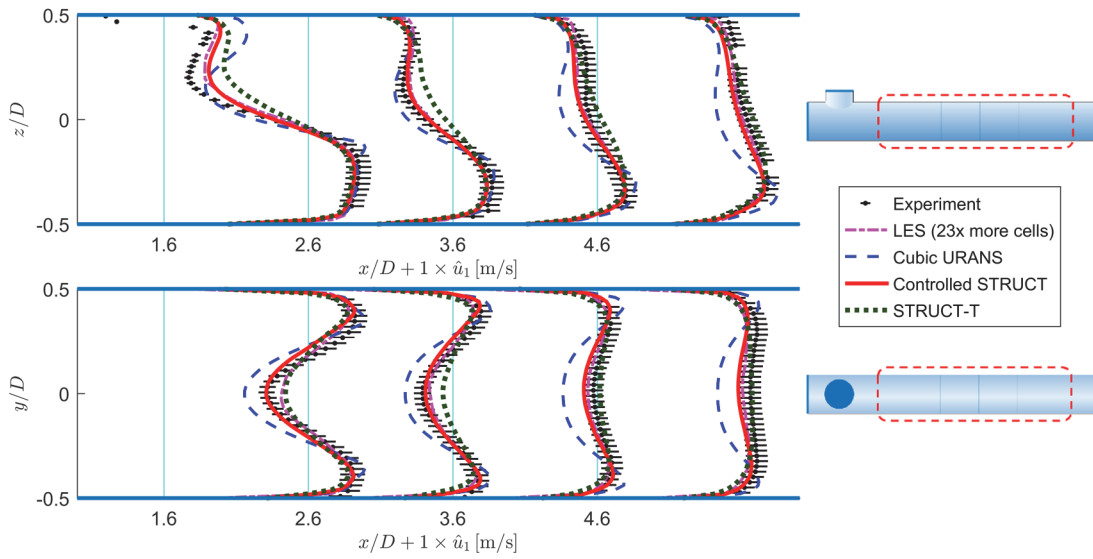 0.5
z/D
0
-0.5
1.6 2.6 3.6 4.6
x/D + 1 × û₁ [m/s]
Experiment
LES (23x more cells)
Cubic URANS
Controlled STRUCT
STRUCT-T
0.5
y/D
0
-0.5
1.6 2.6 3.6 4.6
x/D + 1 × û₁ [m/s]